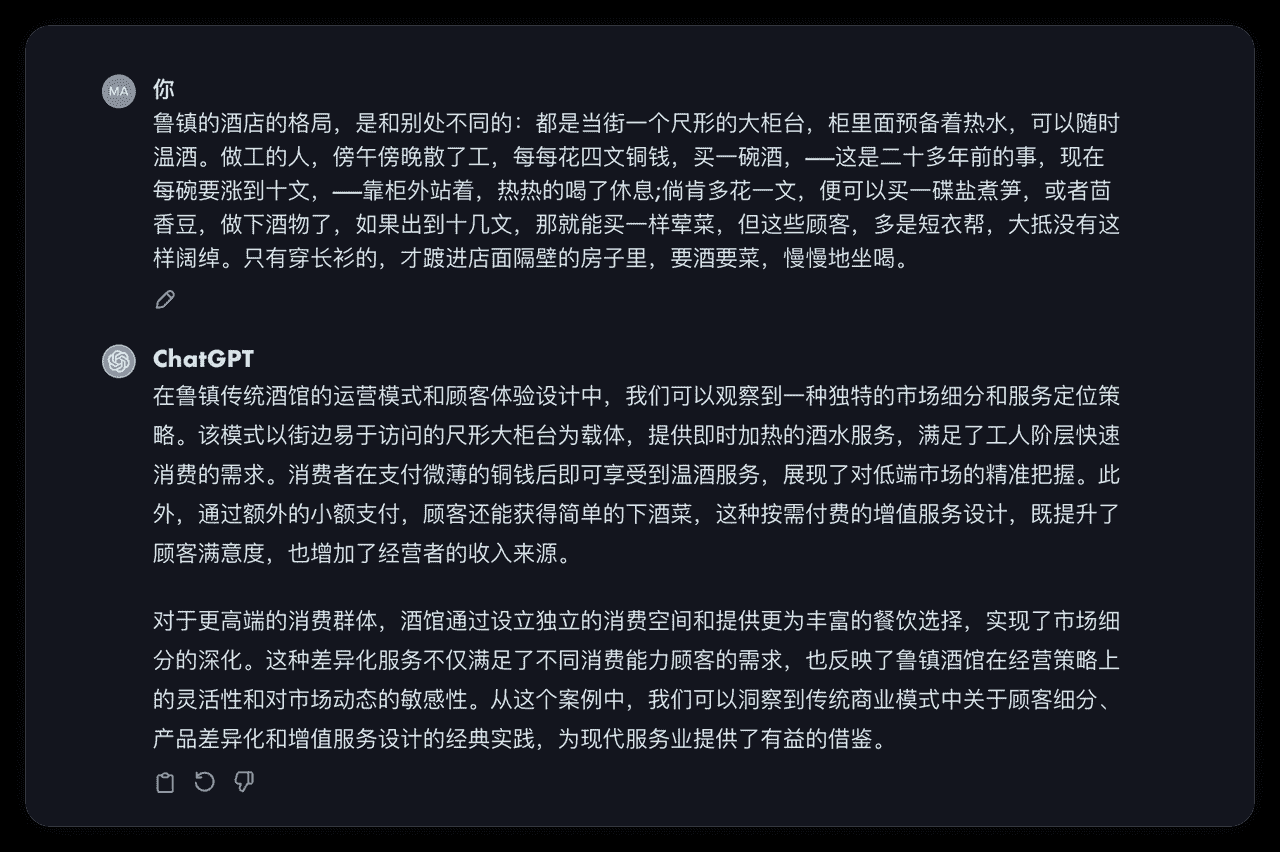 MA
你
鲁镇的酒店的格局，是和别处不同的：都是当街一个尺形的大柜台，柜里面预备着热水，可以随时
温酒。做工的人，傍午傍晚散了工，每每花四文铜钱，买一碗酒，——这是二十多年前的事，现在
每碗要涨到十文，——靠柜外站着，热热的喝了休息;倘肯多花一文，便可以买一碟盐煮笋，或者茴
香豆，做下酒物了，如果出到十几文，那就能买一样荤菜，但这些顾客，多是短衣帮，大抵没有这
样阔绰。只有穿长衫的，才踱进店面隔壁的房子里，要酒要菜，慢慢地坐喝。
ChatGPT
在鲁镇传统酒馆的运营模式和顾客体验设计中，我们可以观察到一种独特的市场细分和服务定位策
略。该模式以街边易于访问的尺形大柜台为载体，提供即时加热的酒水服务，满足了工人阶层快速
消费的需求。消费者在支付微薄的铜钱后即可享受到温酒服务，展现了对低端市场的精准把握。此
外，通过额外的小额支付，顾客还能获得简单的下酒菜，这种按需付费的增值服务设计，既提升了
顾客满意度，也增加了经营者的收入来源。
对于更高端的消费群体，酒馆通过设立独立的消费空间和提供更为丰富的餐饮选择，实现了市场细
分的深化。这种差异化服务不仅满足了不同消费能力顾客的需求，也反映了鲁镇酒馆在经营策略上
的灵活性和对市场动态的敏感性。从这个案例中，我们可以洞察到传统商业模式中关于顾客细分、
产品差异化和增值服务设计的经典实践，为现代服务业提供了有益的借鉴。